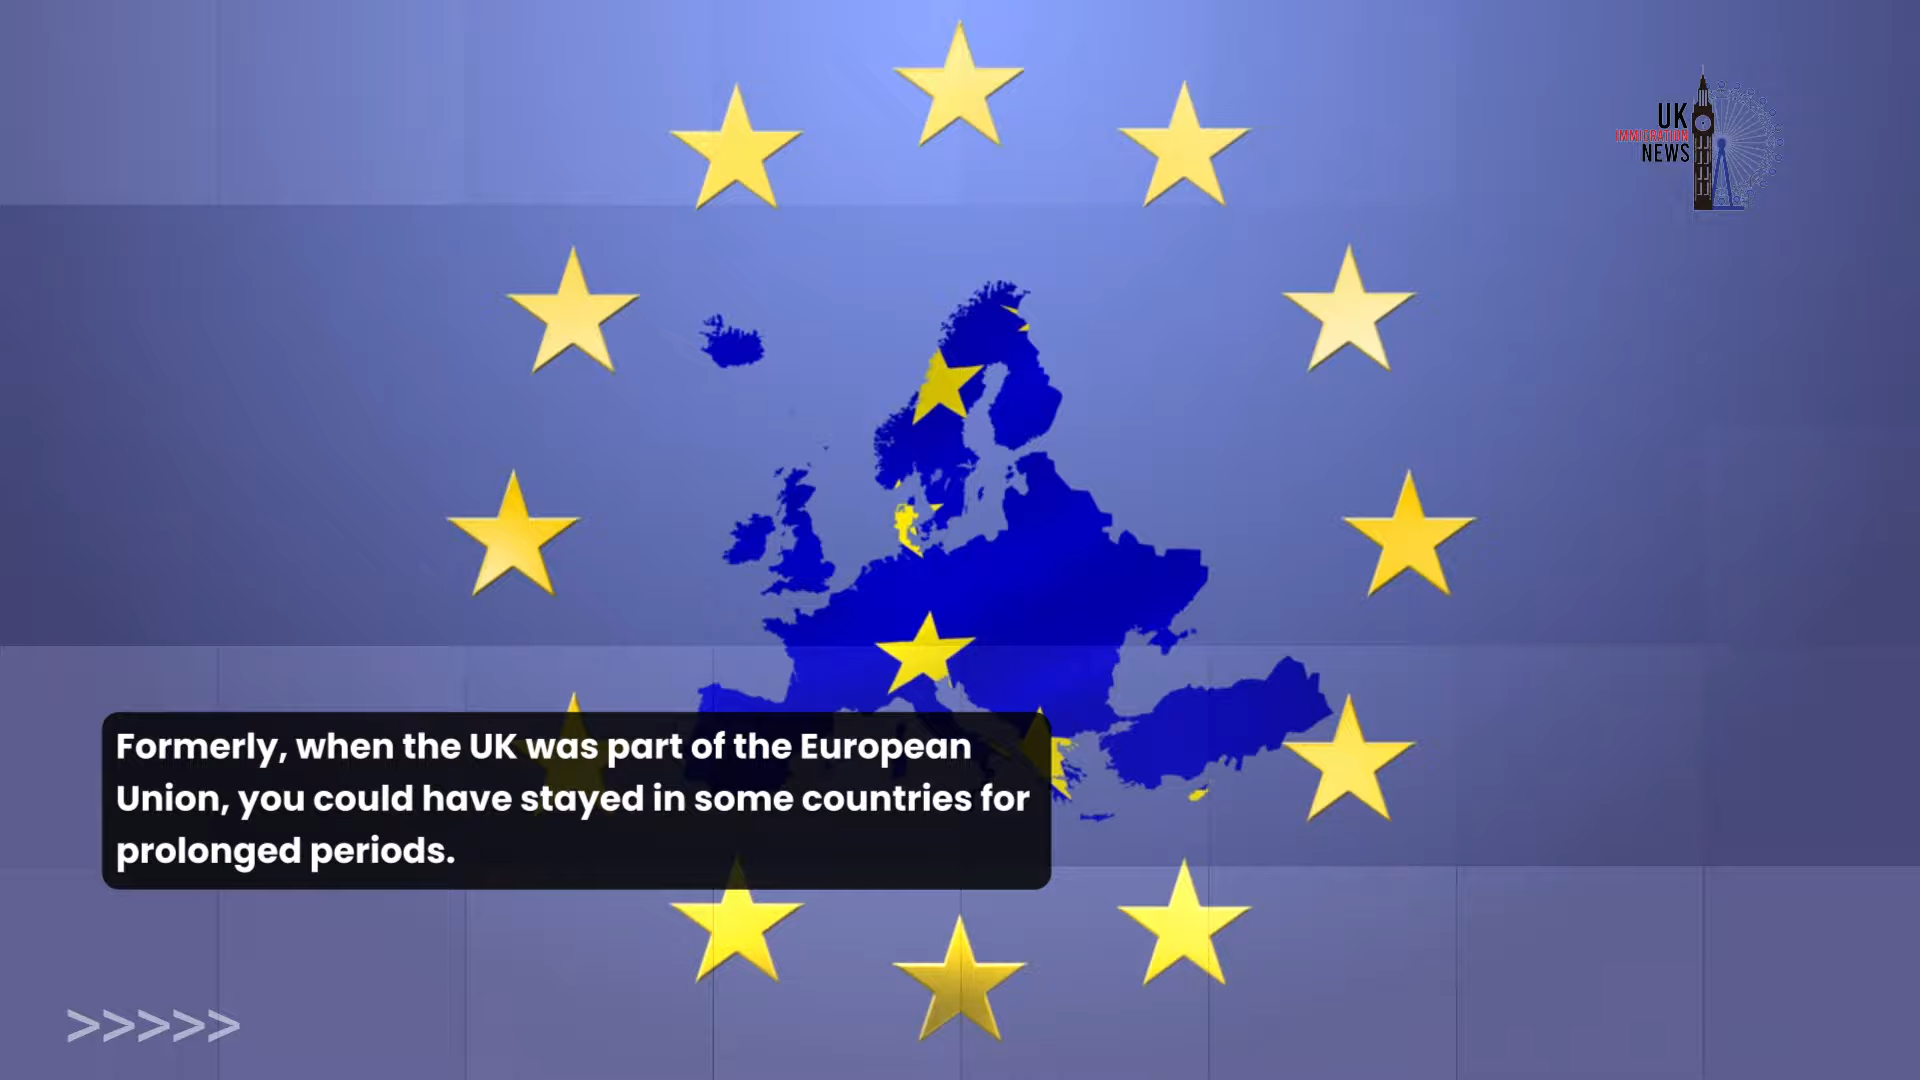 UK
IMMIGRATION
NEWS
Formerly, when the UK was part of the European
Union, you could have stayed in some countries for
prolonged periods.
>>>>>